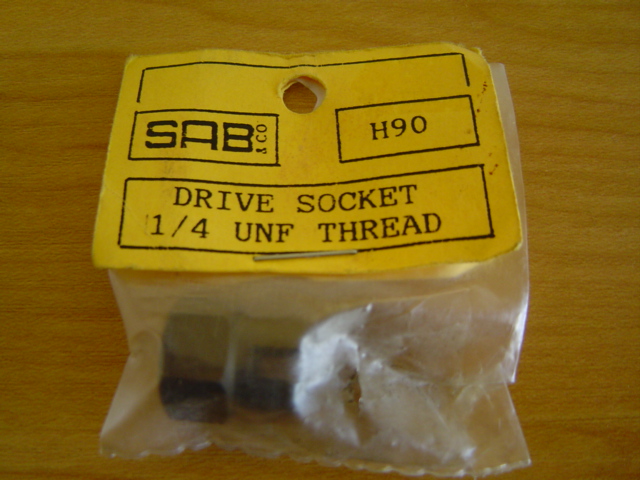 SAB & CO
H90
DRIVE SOCKET
1/4 UNF THREAD